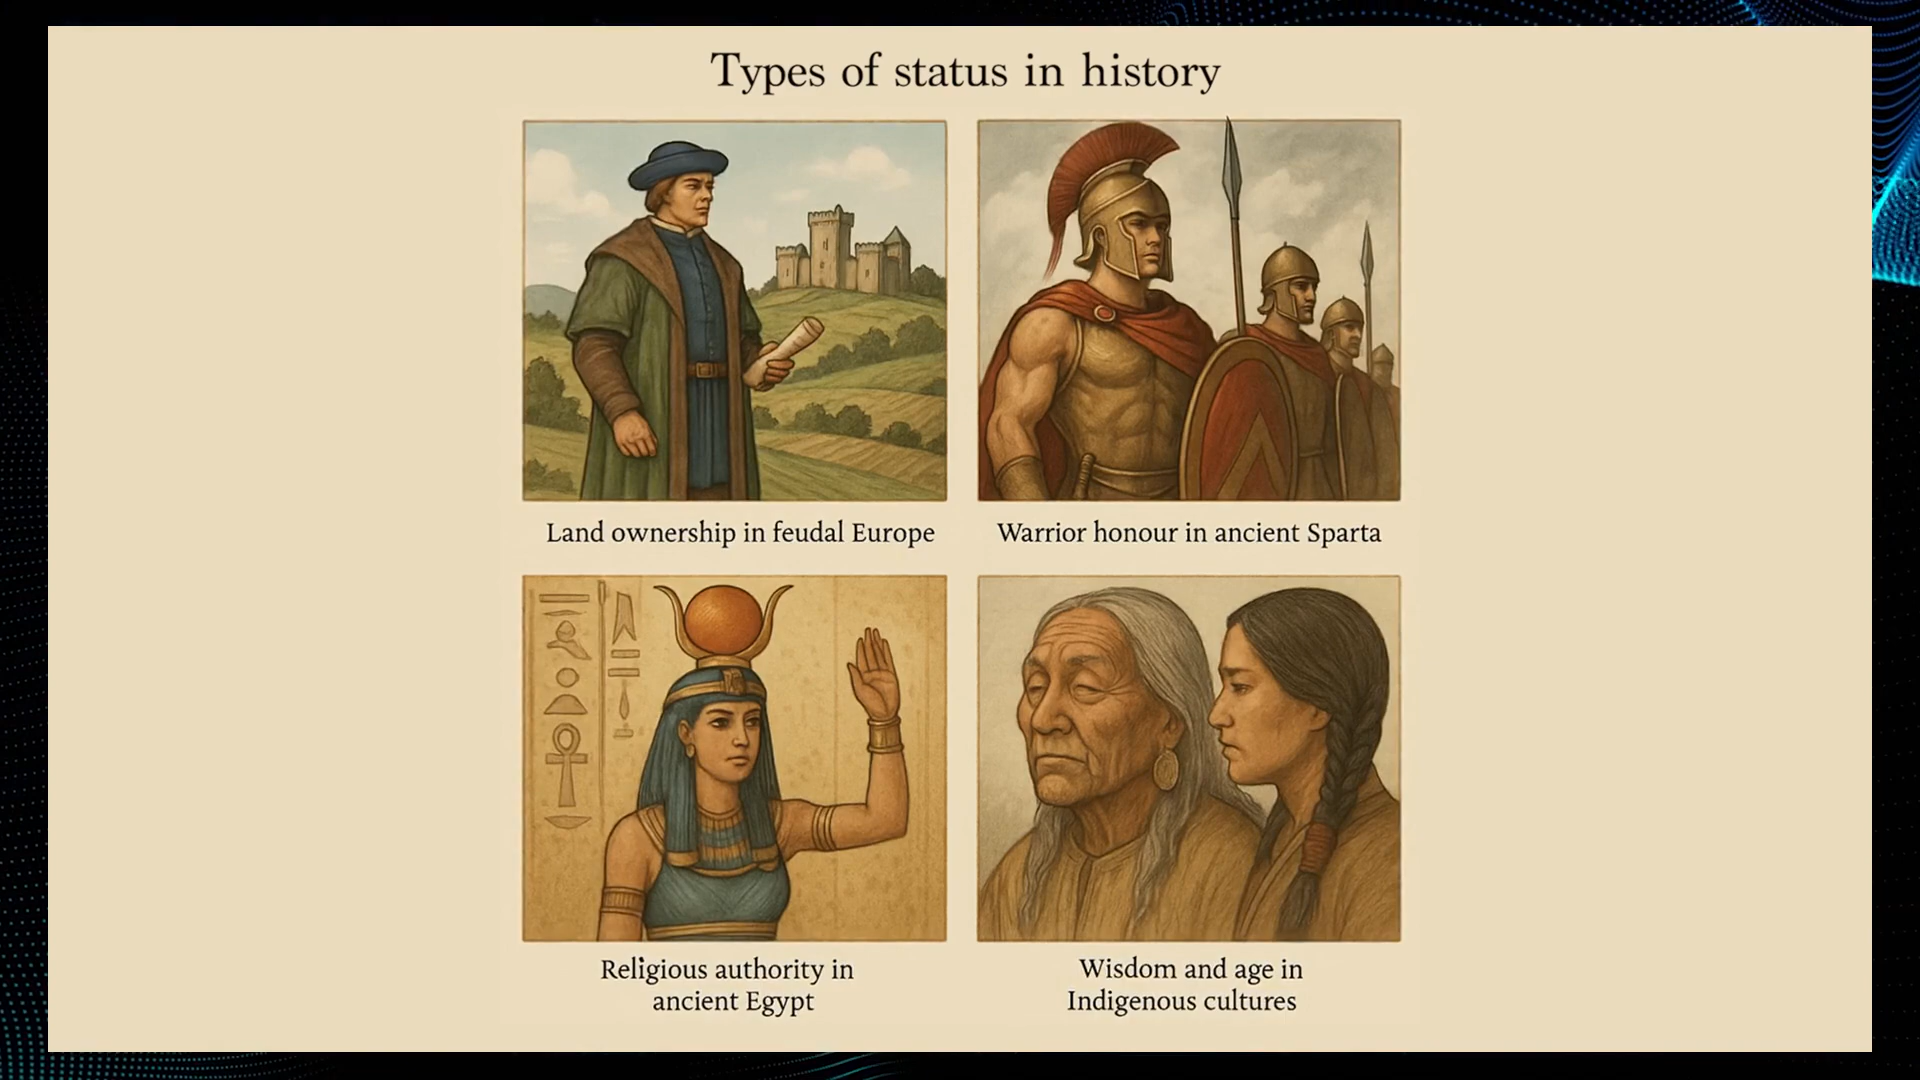 Types of status in history
Land ownership in feudal Europe
Warrior honour in ancient Sparta
Religious authority in
ancient Egypt
Wisdom and age in
Indigenous cultures